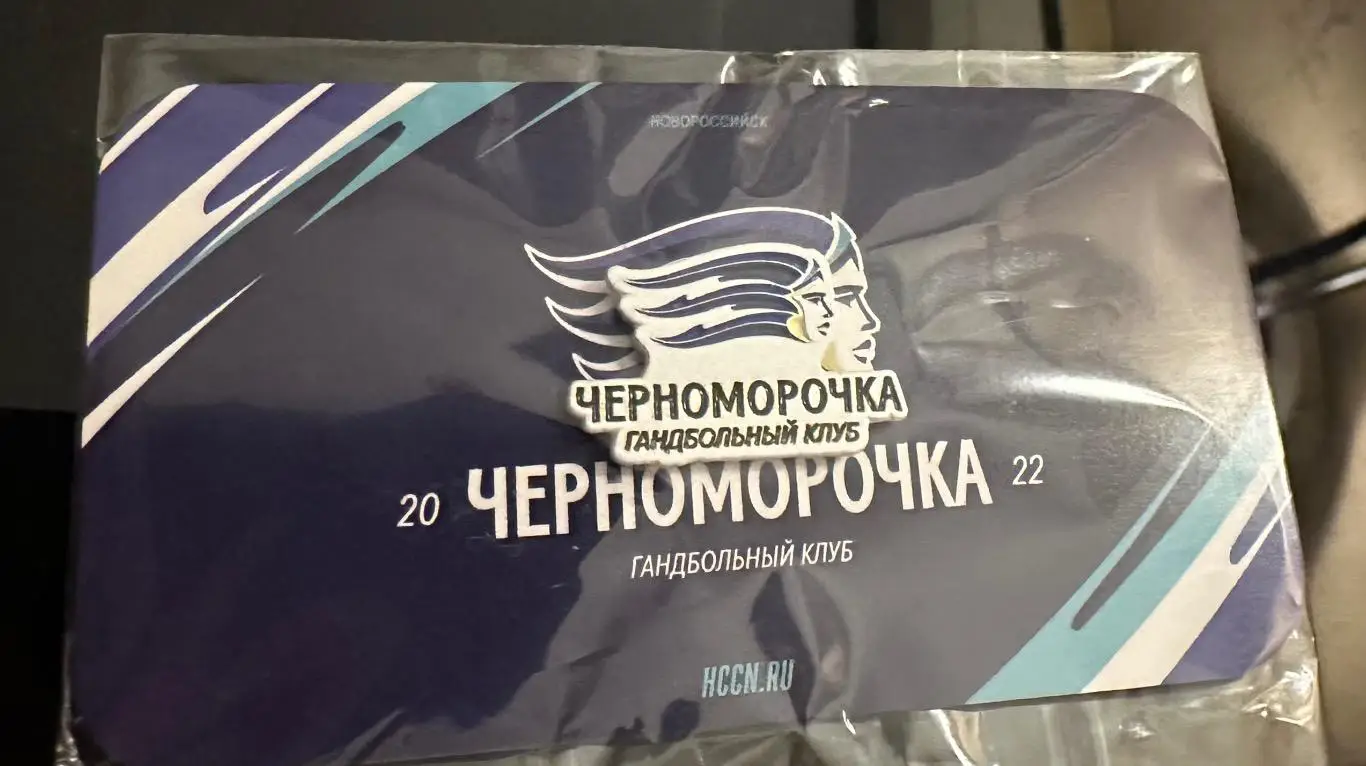 НОВОРОССИЙСК
ЧЕРНОМОРОЧКА
ГАНДБОЛЬНЫЙ КЛУБ
20 ЧЕРНОМОРОЧКА 22
ГАНДБОЛЬНЫЙ КЛУБ
HCCN.RU